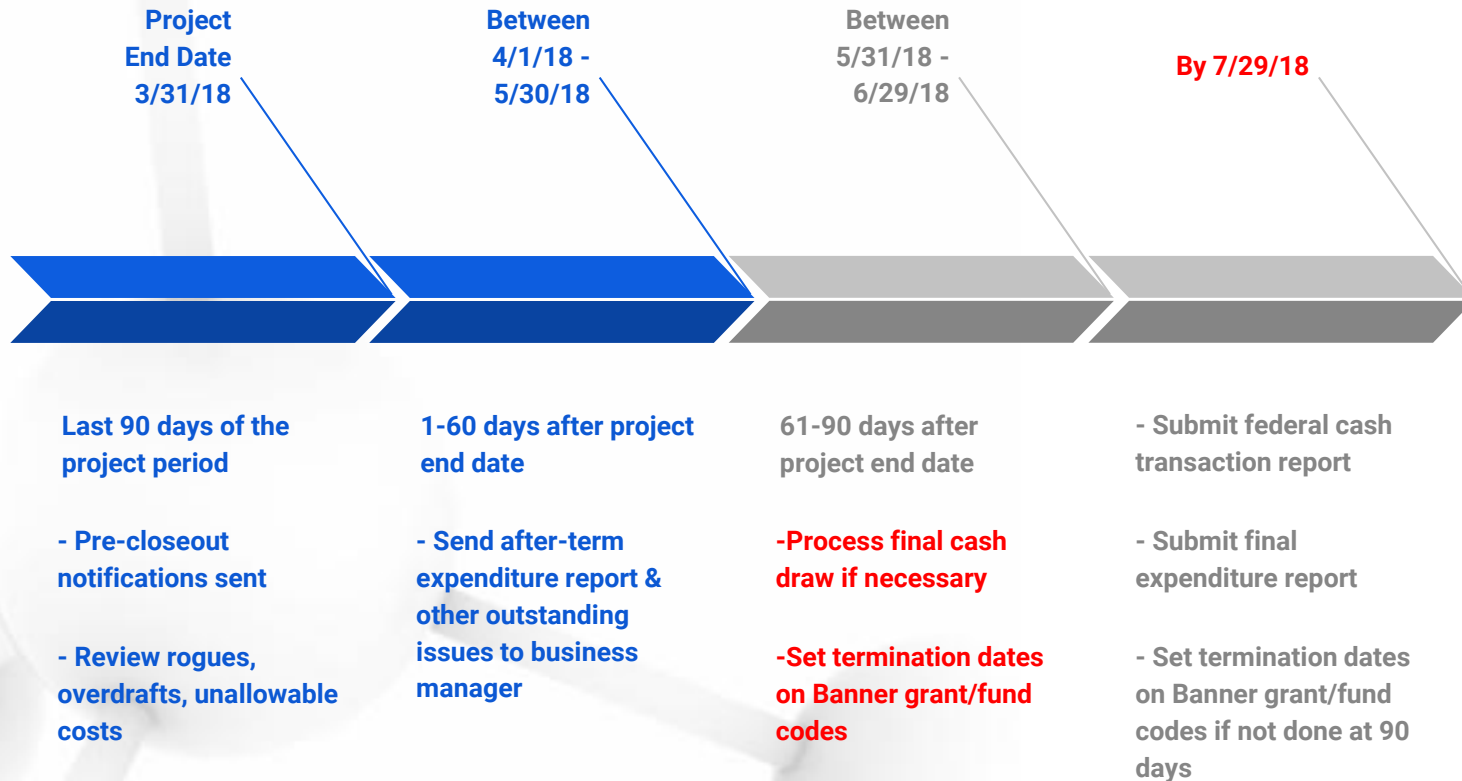 Project
End Date
3/31/18
Between
4/1/18 -
5/30/18
Between
5/31/18 -
6/29/18
By 7/29/18
Last 90 days of the
project period
- Pre-closeout
notifications sent
- Review rogues,
overdrafts, unallowable
costs
1-60 days after project
end date
- Send after-term
expenditure report &
other outstanding
issues to business
manager
61-90 days after
project end date
-Process final cash
draw if necessary
-Set termination dates
on Banner grant/fund
codes
- Submit federal cash
transaction report
- Submit final
expenditure report
- Set termination dates
on Banner grant/fund
codes if not done at 90
days